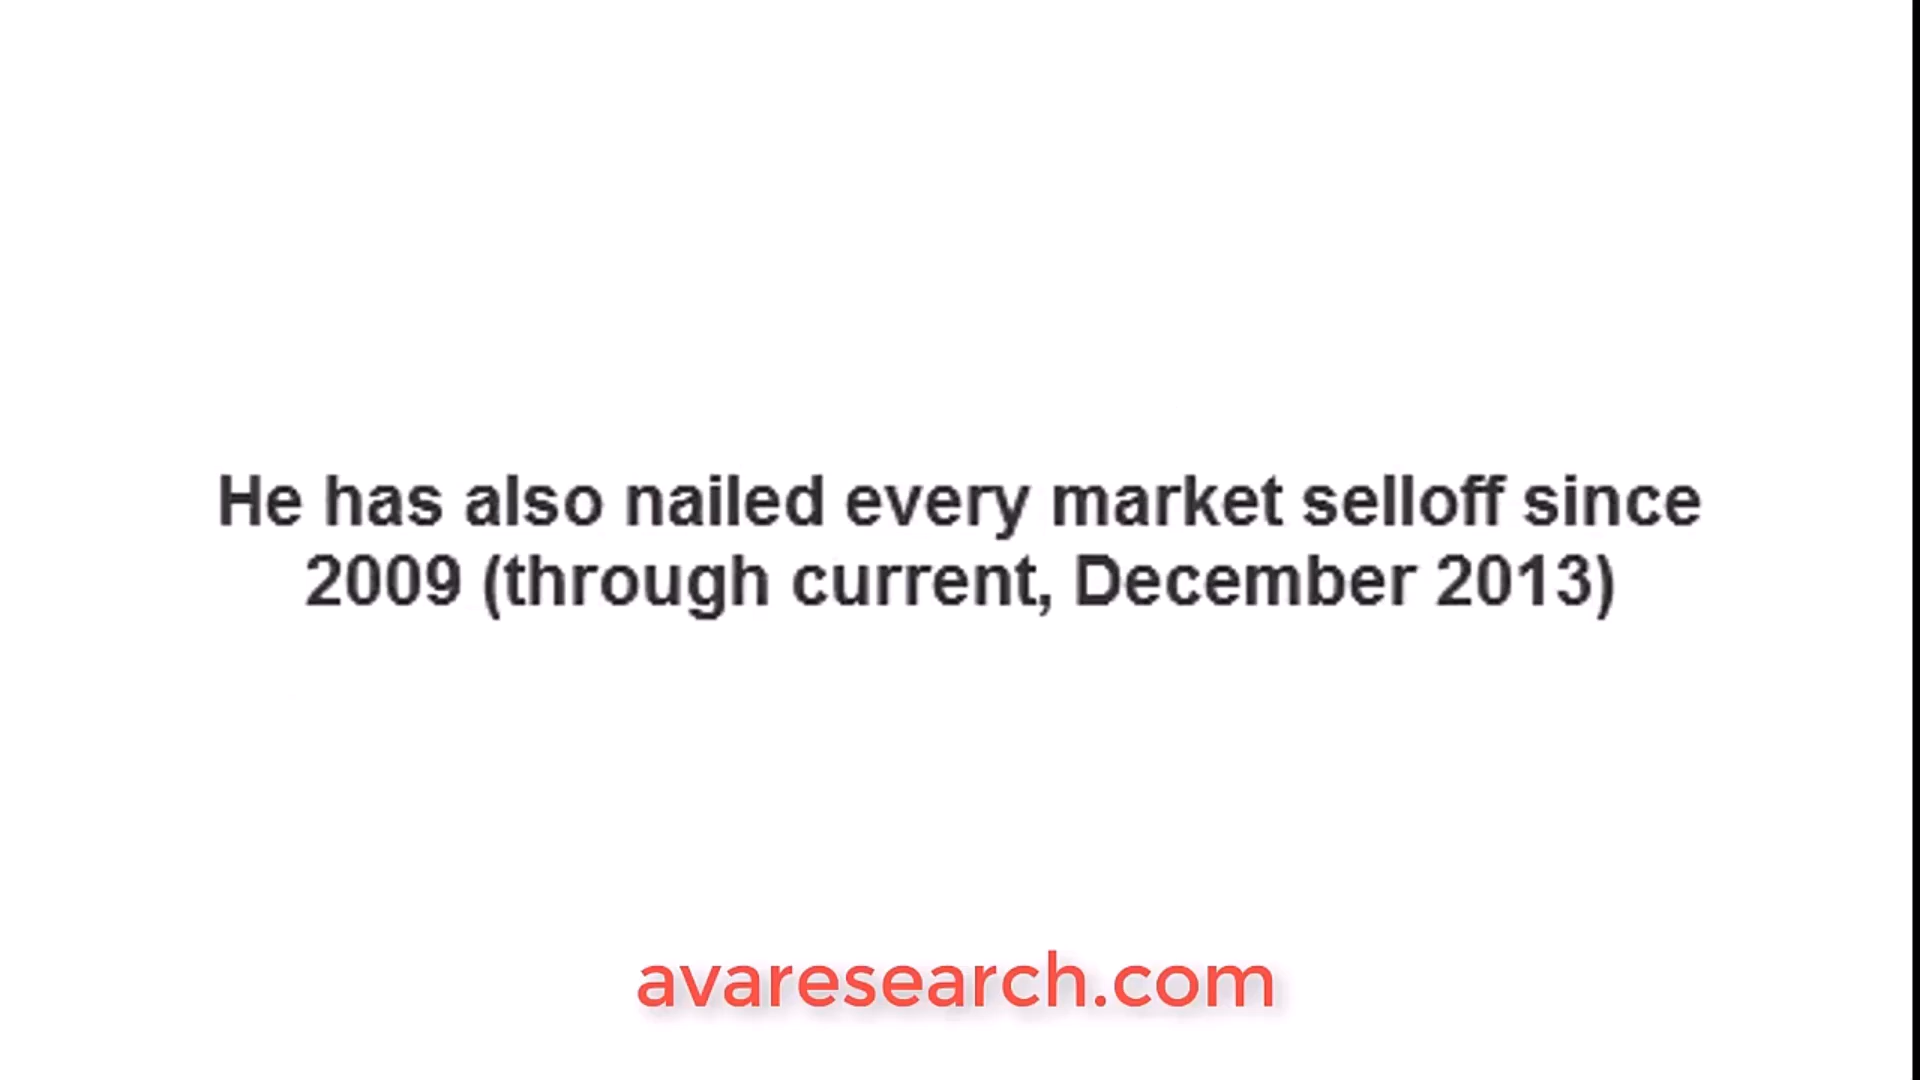 He has also nailed every market selloff since
2009 (through current, December 2013)
avaresearch.com